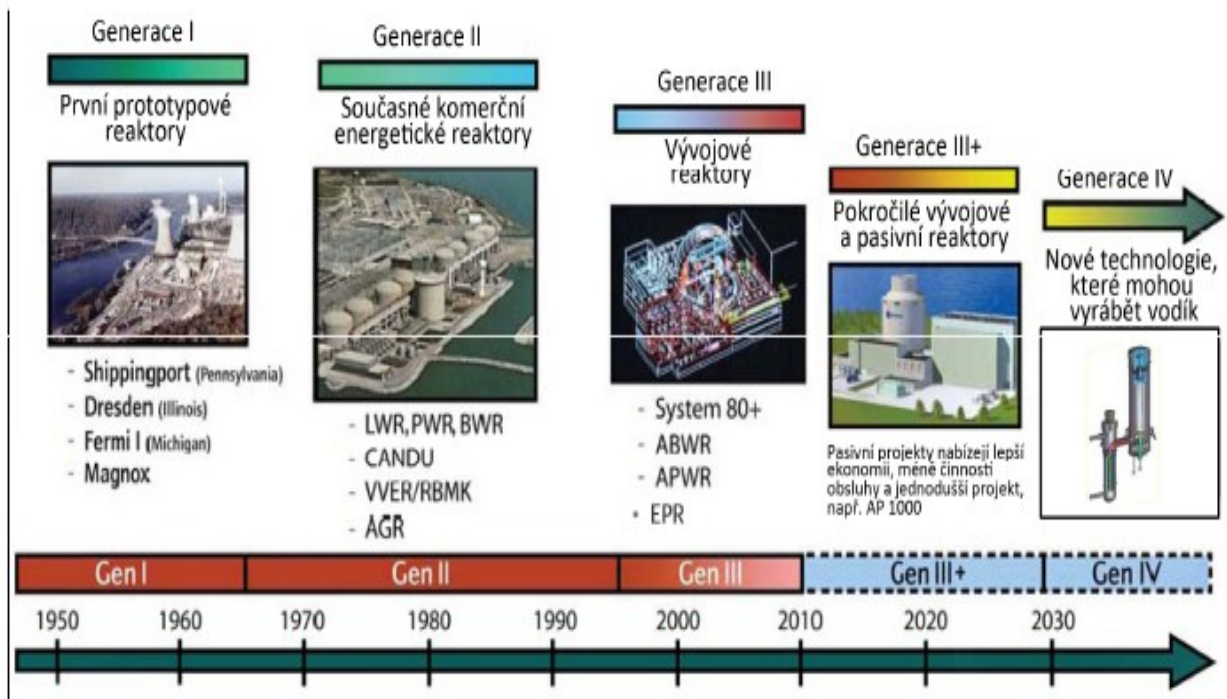 Generace I
První prototypové
reaktory
- Shippingport (Pennsylvania)
- Dresden (Illinois)
- Fermi I (Michigan)
- Magnox
Generace II
Současné komerční
energetické reaktory
- LWR, PWR, BWR
- CANDU
- VVER/RBMK
- AGR
Generace III
Vývojové
reaktory
- System 80+
- ABWR
- APWR
• EPR
Generace III+
Pokročilé vývojové
a pasivní reaktory
Pasivní projekty nabízejí lepší
ekonomii, méně činností
obsluhy a jednodušší projekt,
např. AP 1000
Generace IV
Nové technologie,
které mohou
vyrábět vodík
Gen I Gen II Gen III Gen III+ Gen IV
1950 1960 1970 1980 1990 2000 2010 2020 2030